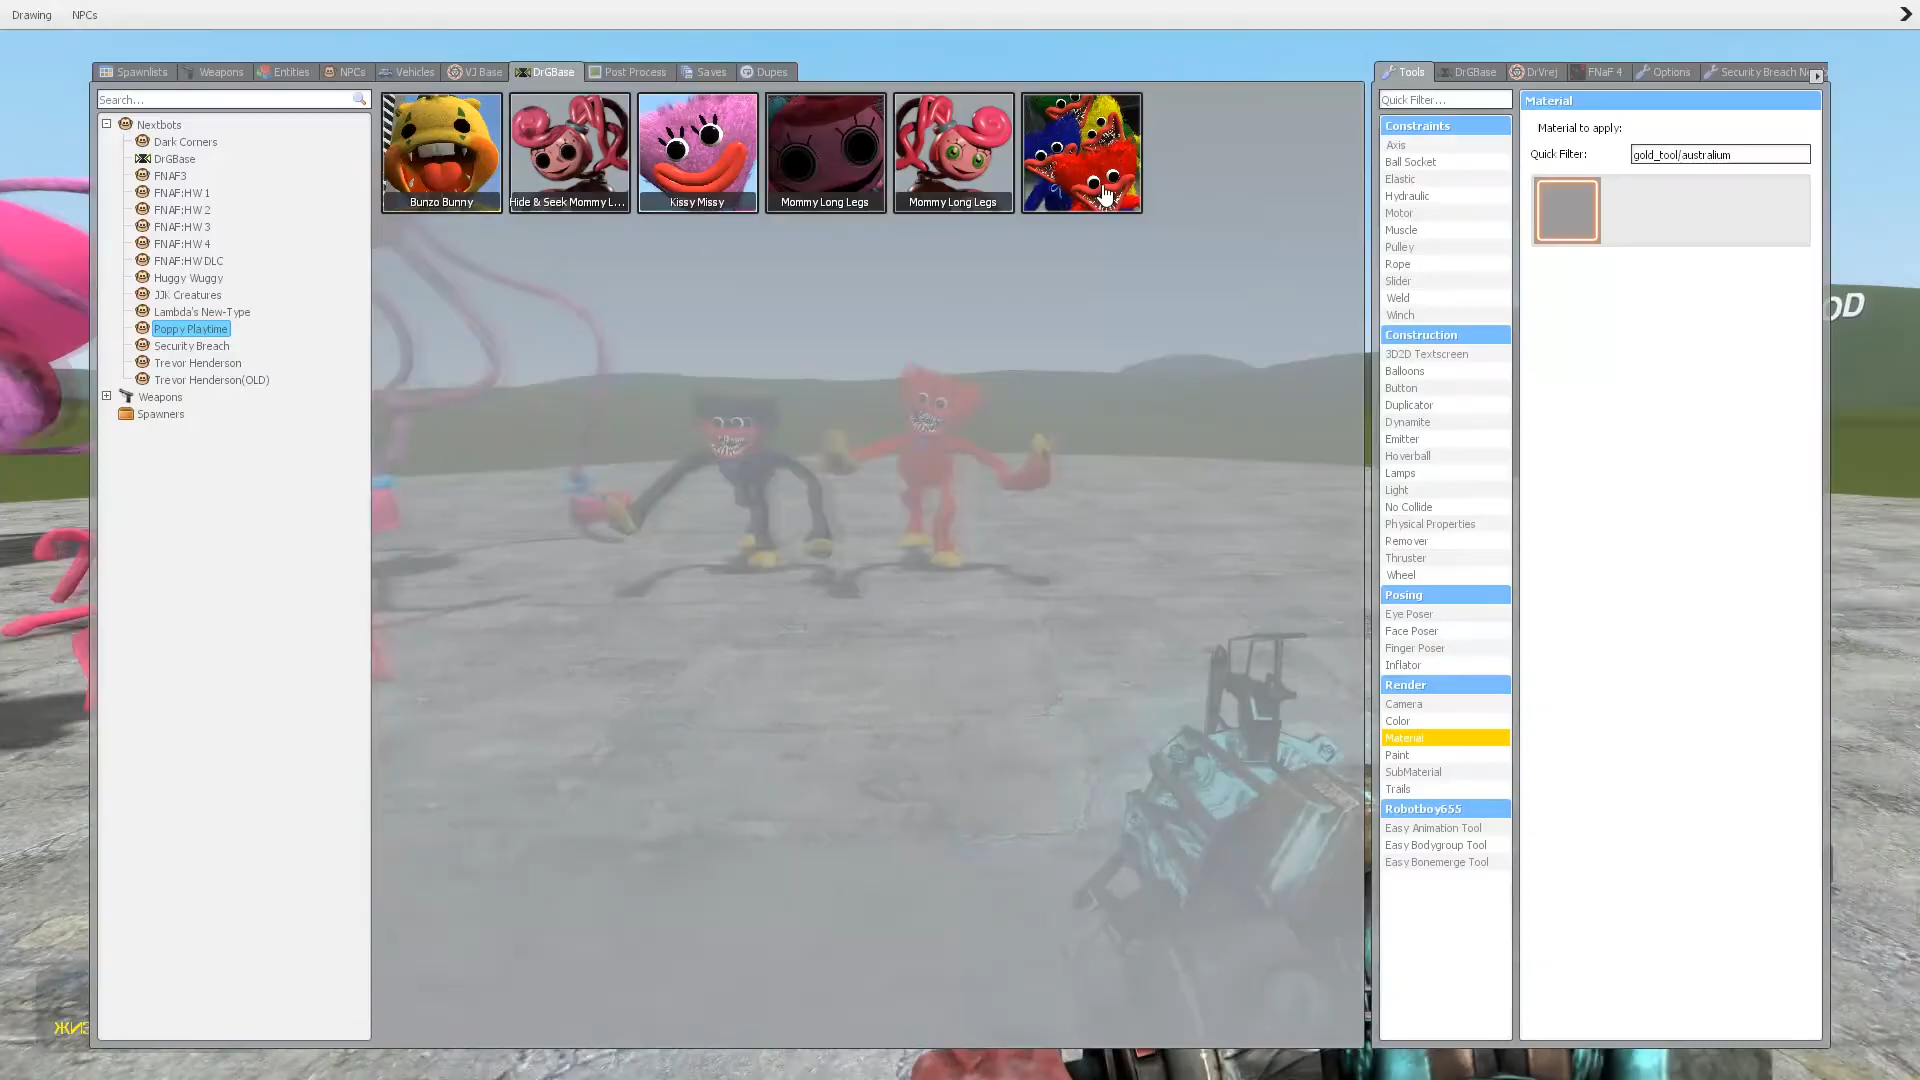 Drawing NPCs
Spawnlists Weapons Entities NPCs Vehicles VJ Base DrGBase Post Process Saves Dupes
Tools DrGBase DrVrej FNaF 4 Options Security Breach
Search...
Nextbots
Dark Corners
DrGBase
FNAF3
FNAF:HW 1
FNAF:HW 2
FNAF:HW 3
FNAF:HW 4
FNAF:HW DLC
Huggy Wuggy
JJK Creatures
Lambda's New-Type
Poppy Playtime
Security Breach
Trevor Henderson
Trevor Henderson(OLD)
Weapons
Spawners
Bunzo Bunny
Hide & Seek Mommy L...
Kissy Missy
Mommy Long Legs
Mommy Long Legs
Quick Filter...
Constraints
Axis
Ball Socket
Elastic
Hydraulic
Motor
Muscle
Pulley
Rope
Slider
Weld
Winch
Construction
3D2D Textscreen
Balloons
Button
Duplicator
Dynamite
Emitter
Hoverball
Lamps
Light
No Collide
Physical Properties
Remover
Thruster
Wheel
Posing
Eye Poser
Face Poser
Finger Poser
Inflator
Render
Camera
Color
Material
Paint
SubMaterial
Trails
Robotboy655
Easy Animation Tool
Easy Bodygroup Tool
Easy Bonemerge Tool
Material
Material to apply:
Quick Filter: gold_tool/australium